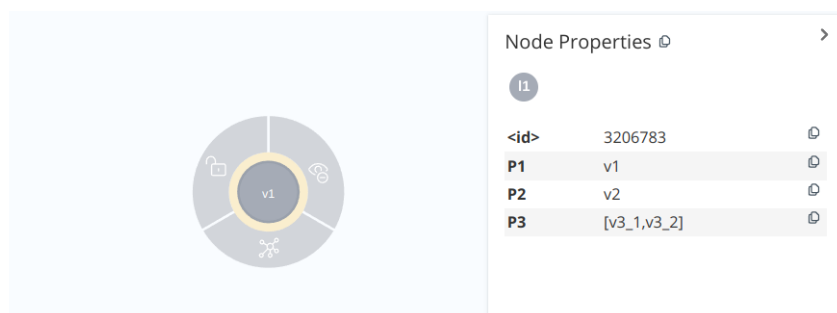 v1
Node Properties
l1
<id> 3206783
P1 v1
P2 v2
P3 [v3_1,v3_2]